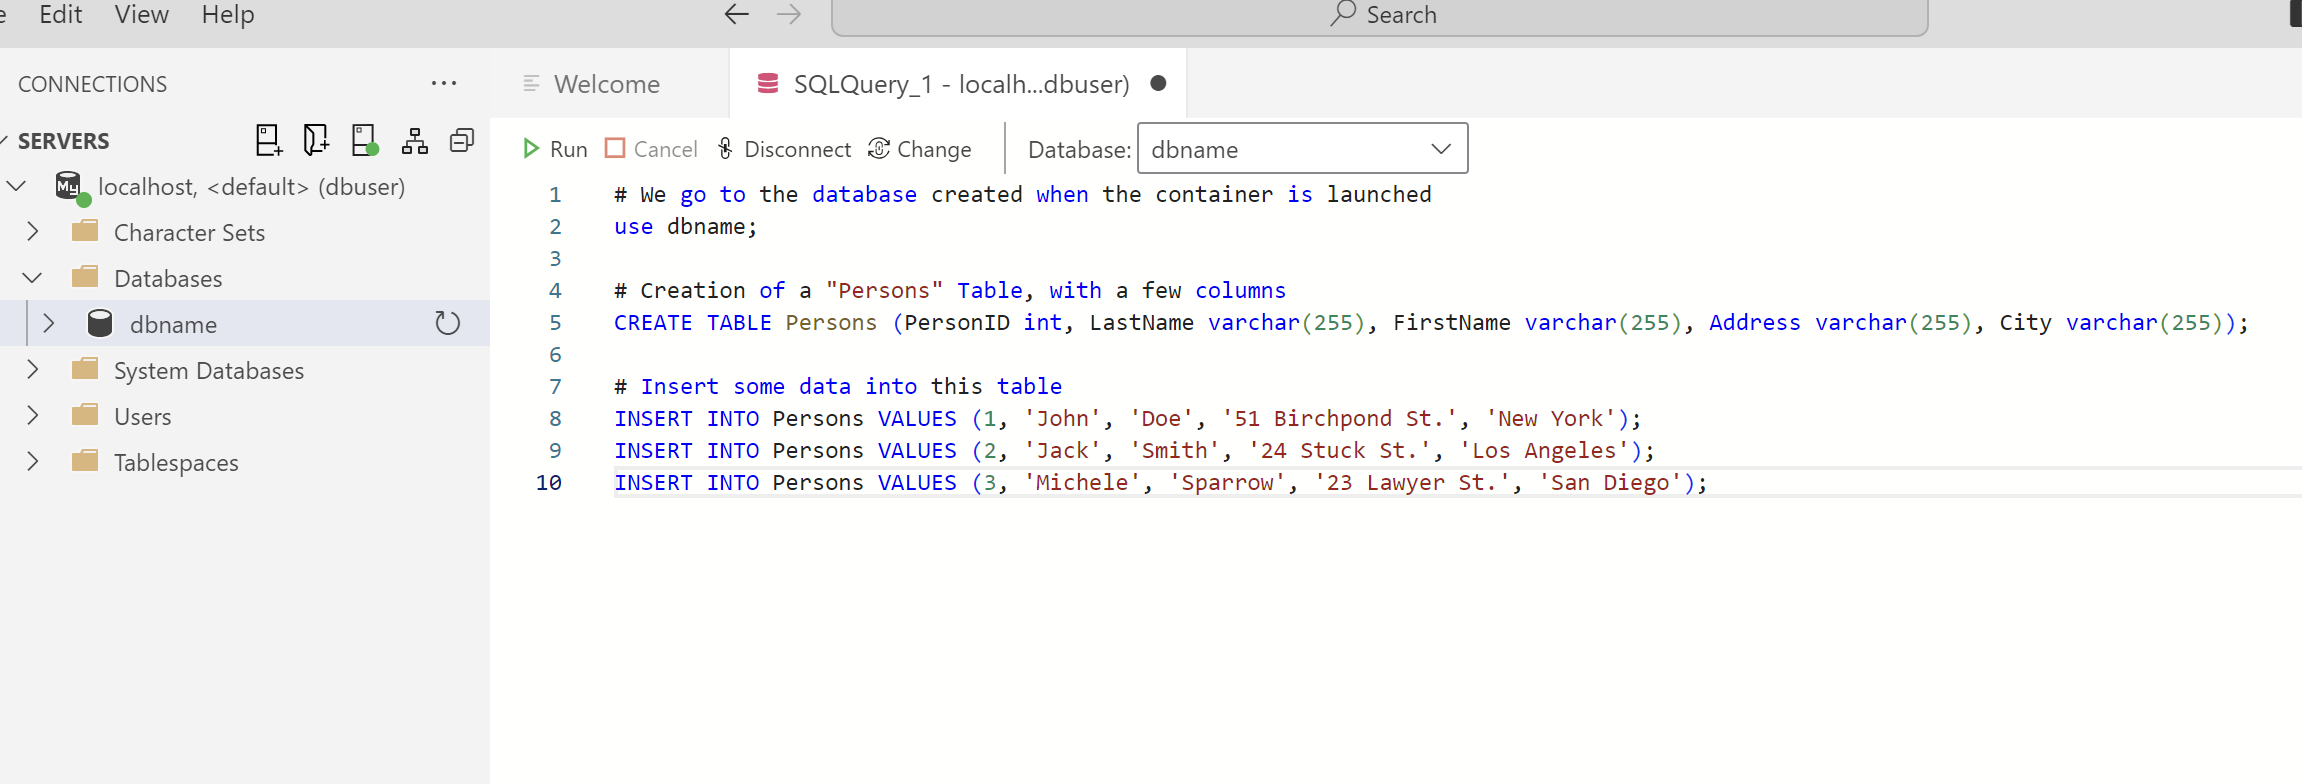 Edit View Help Search
CONNECTIONS ...
Welcome
SQLQuery_1 - localh...dbuser)
SERVERS
Run Cancel Disconnect Change Database: dbname
localhost, <default> (dbuser)
Character Sets
Databases
dbname
System Databases
Users
Tablespaces
1 # We go to the database created when the container is launched
2 use dbname;
3
4 # Creation of a "Persons" Table, with a few columns
5 CREATE TABLE Persons (PersonID int, LastName varchar(255), FirstName varchar(255), Address varchar(255), City varchar(255));
6
7 # Insert some data into this table
8 INSERT INTO Persons VALUES (1, 'John', 'Doe', '51 Birchpond St.', 'New York');
9 INSERT INTO Persons VALUES (2, 'Jack', 'Smith', '24 Stuck St.', 'Los Angeles');
10 INSERT INTO Persons VALUES (3, 'Michele', 'Sparrow', '23 Lawyer St.', 'San Diego');